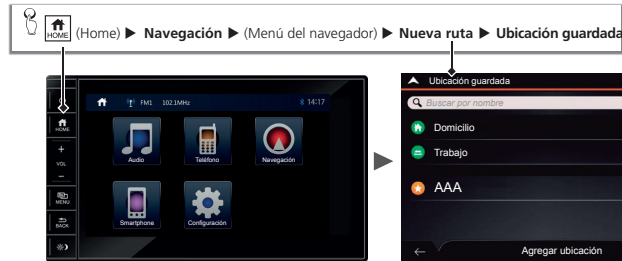 HOME (Home) ▶ Navegación ▶ (Menú del navegador) ▶ Nueva ruta ▶ Ubicación guardada
FM1 102.1MHz 14:17
HOME
+
VOL
−
MENU
BACK
Audio
Teléfono
Navegación
Smartphone
Configuración
Ubicación guardada
Buscar por nombre
Domicilio
Trabajo
AAA
Agregar ubicación